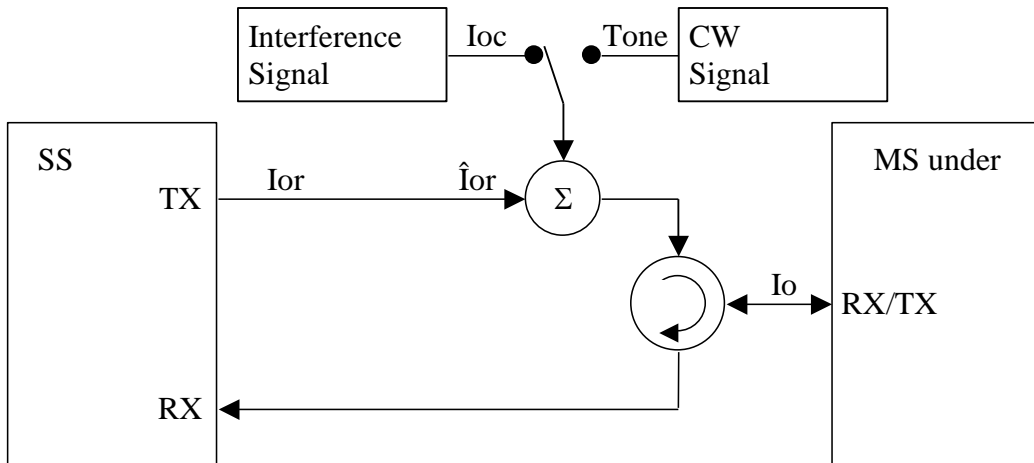 Interference
Signal
Ioc
Tone
CW
Signal
SS
MS under
TX
Ior
Îor
Σ
Io
RX/TX
RX